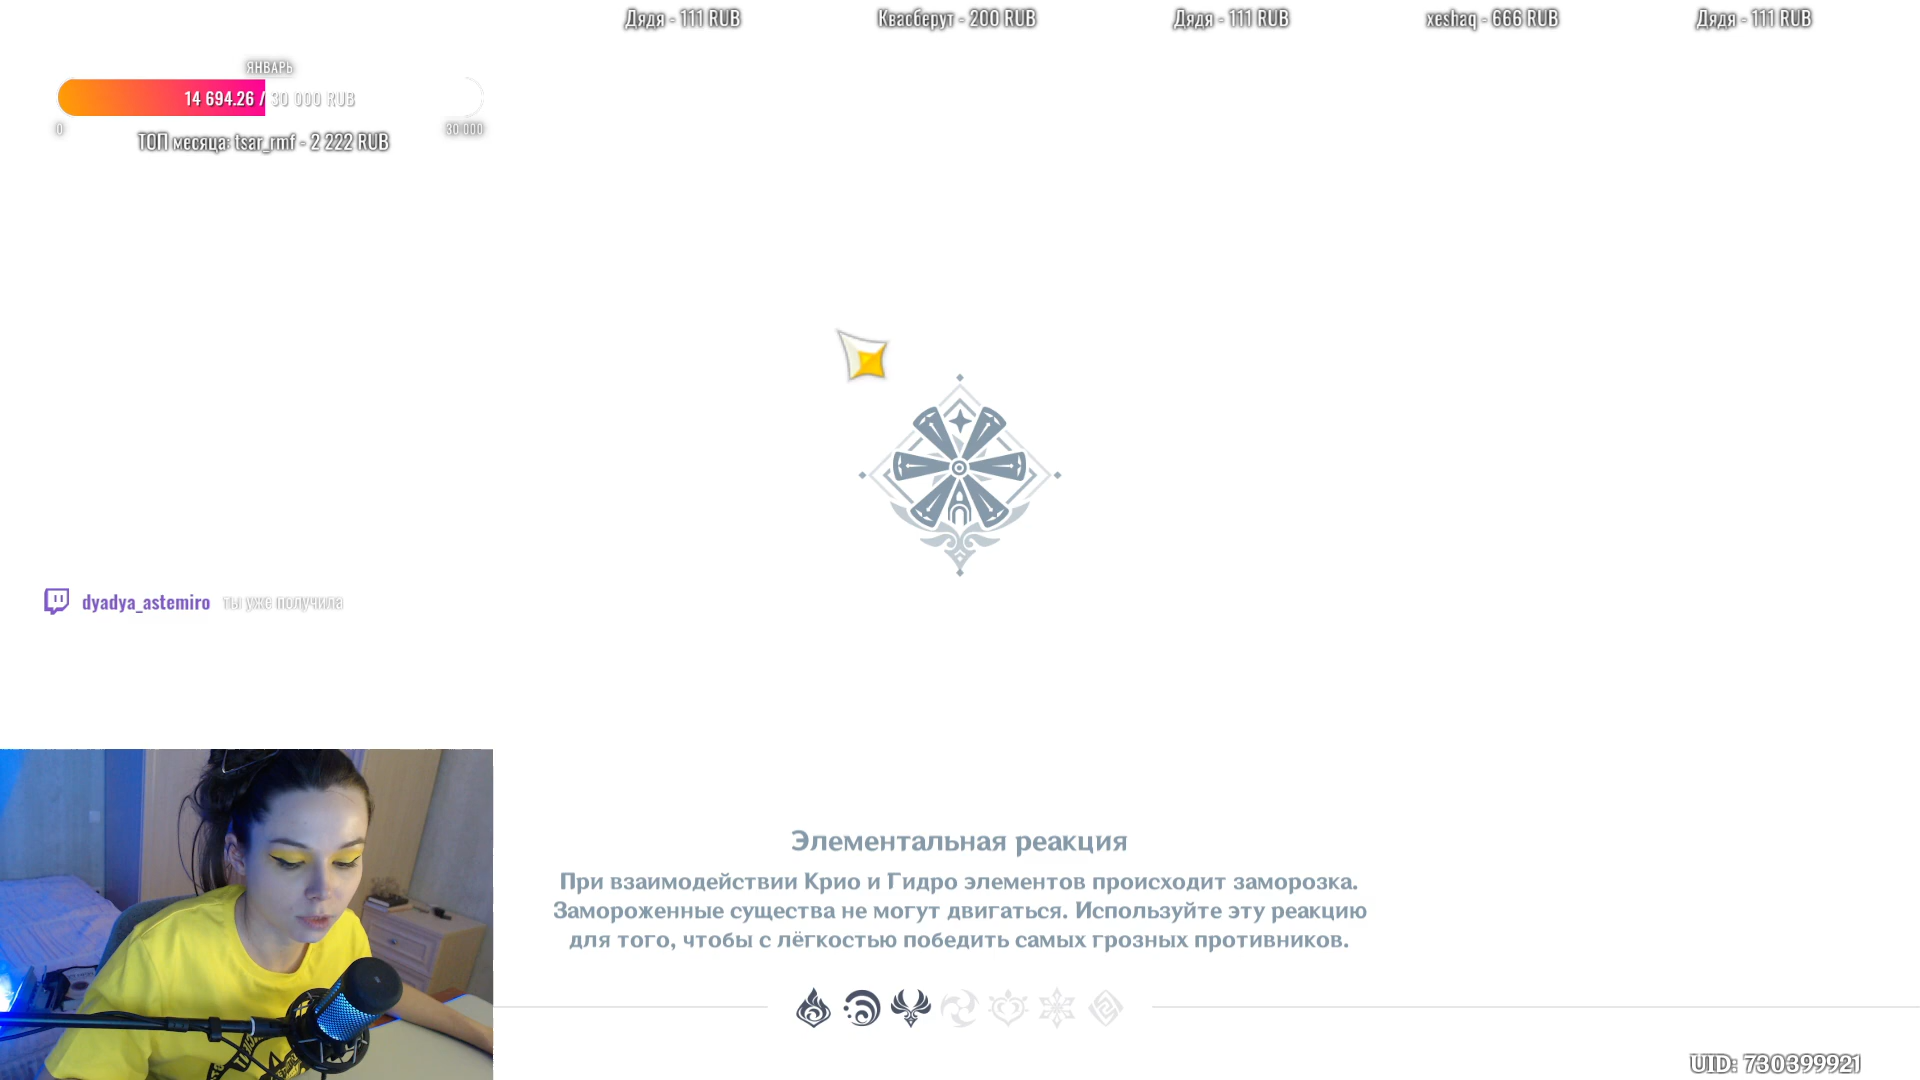 Дядя - 111 RUB
Квасберут - 200 RUB
Дядя - 111 RUB
xeshaq - 666 RUB
Дядя - 111 RUB
ЯНВАРЬ
14 694.26 / 30 000 RUB
0
30 000
ТОП месяца: tsar_rmf - 2 222 RUB
dyadya_astemiro ты уже получила
Элементальная реакция
При взаимодействии Крио и Гидро элементов происходит заморозка.
Замороженные существа не могут двигаться. Используйте эту реакцию
для того, чтобы с лёгкостью победить самых грозных противников.
UID: 730399921